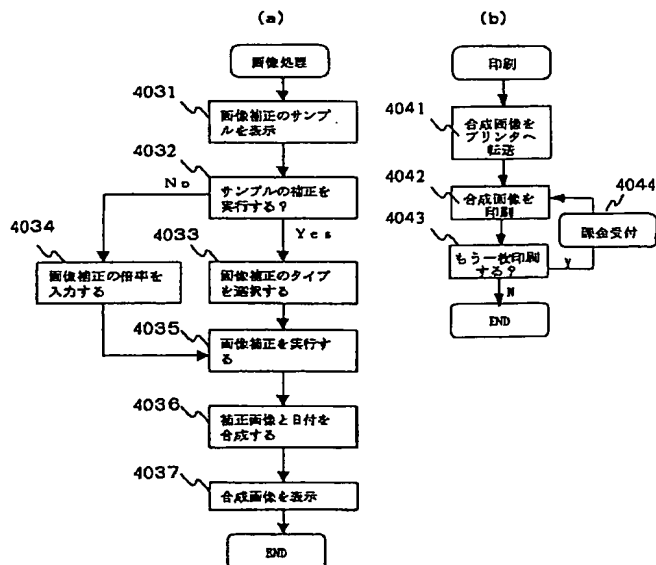 (a)
画像処理
4031
画像補正のサンプ
ルを表示
4032
サンプルの補正を
実行する？
No
Yes
4034
画像補正の倍率を
入力する
4033
画像補正のタイプ
を選択する
4035
画像補正を実行す
る
4036
補正画像と日付を
合成する
4037
合成画像を表示
END
(b)
印刷
4041
合成画像を
プリンタへ
転送
4042
合成画像を
印刷
4044
課金受付
4043
もう一枚印刷
する？
Y
N
END